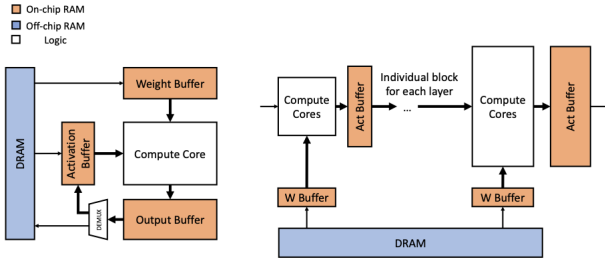 On-chip RAM
Off-chip RAM
Logic
DRAM
Weight Buffer
Activation
Buffer
Compute Core
DEMUX
Output Buffer
Compute
Cores
Act Buffer
Individual block
for each layer
...
Compute
Cores
Act Buffer
W Buffer
W Buffer
DRAM